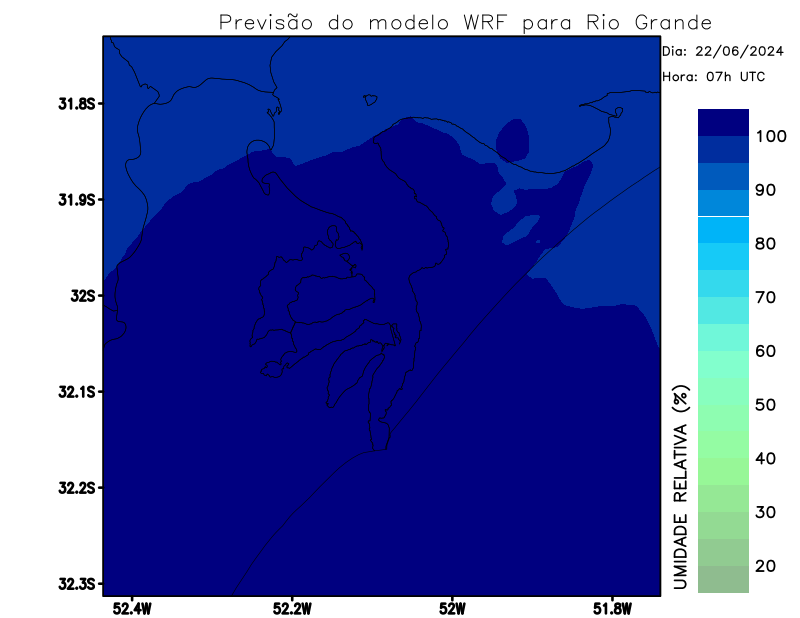 Previsão do modelo WRF para Rio Grande
Dia: 22/06/2024
Hora: 07h UTC
31.8S
31.9S
32S
32.1S
32.2S
32.3S
52.4W
52.2W
52W
51.8W
100
90
80
70
60
50
40
30
20
UMIDADE RELATIVA (%)